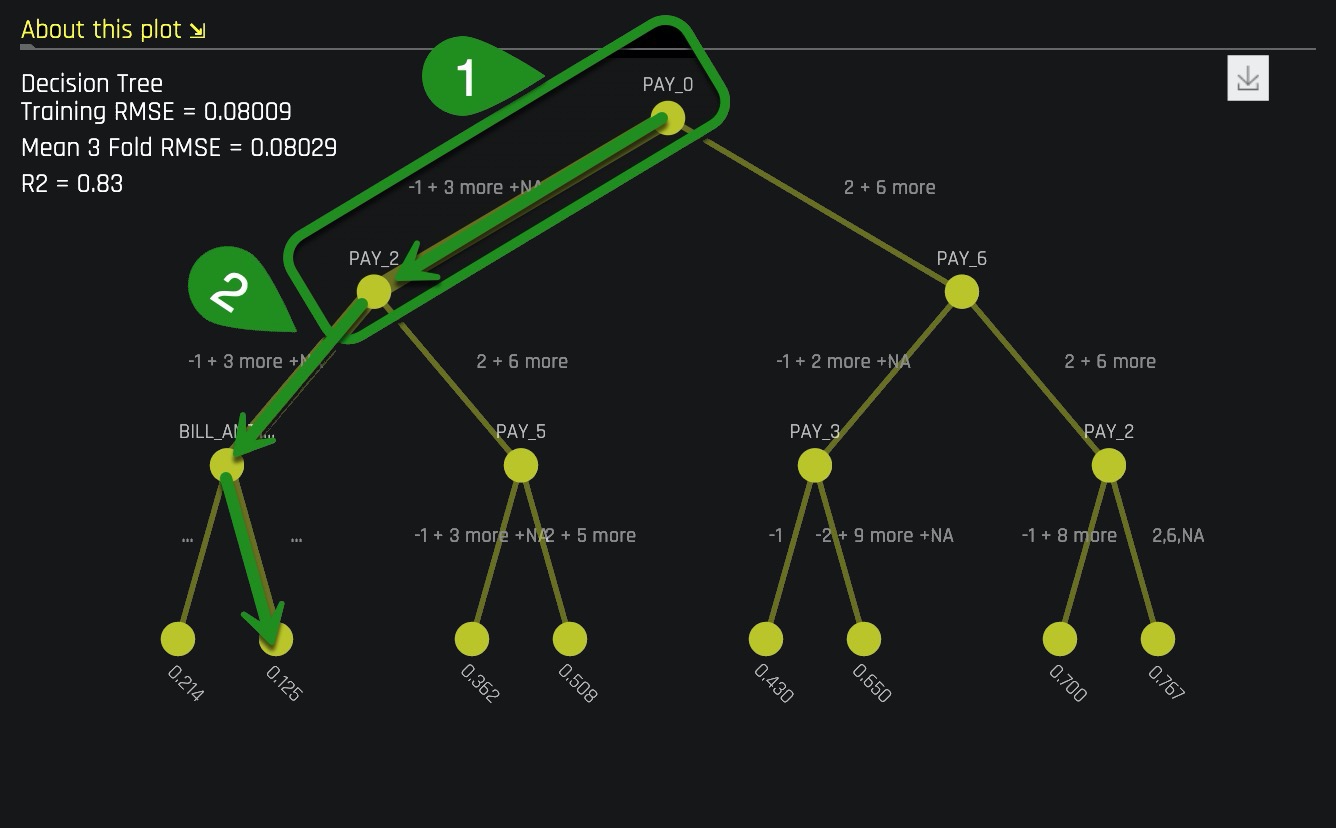 About this plot ⇲
Decision Tree
Training RMSE = 0.08009
Mean 3 Fold RMSE = 0.08029
R2 = 0.83
1
PAY_0
-1 + 3 more +NA
2 + 6 more
2
PAY_2
PAY_6
-1 + 3 more +N
2 + 6 more
-1 + 2 more +NA
2 + 6 more
PAY_5
PAY_3
PAY_2
...
...
-1 + 3 more +NA
2 + 5 more
-1
-2 + 9 more +NA
-1 + 8 more
2,6,NA
0.214
0.125
0.362
0.508
0.430
0.650
0.700
0.767